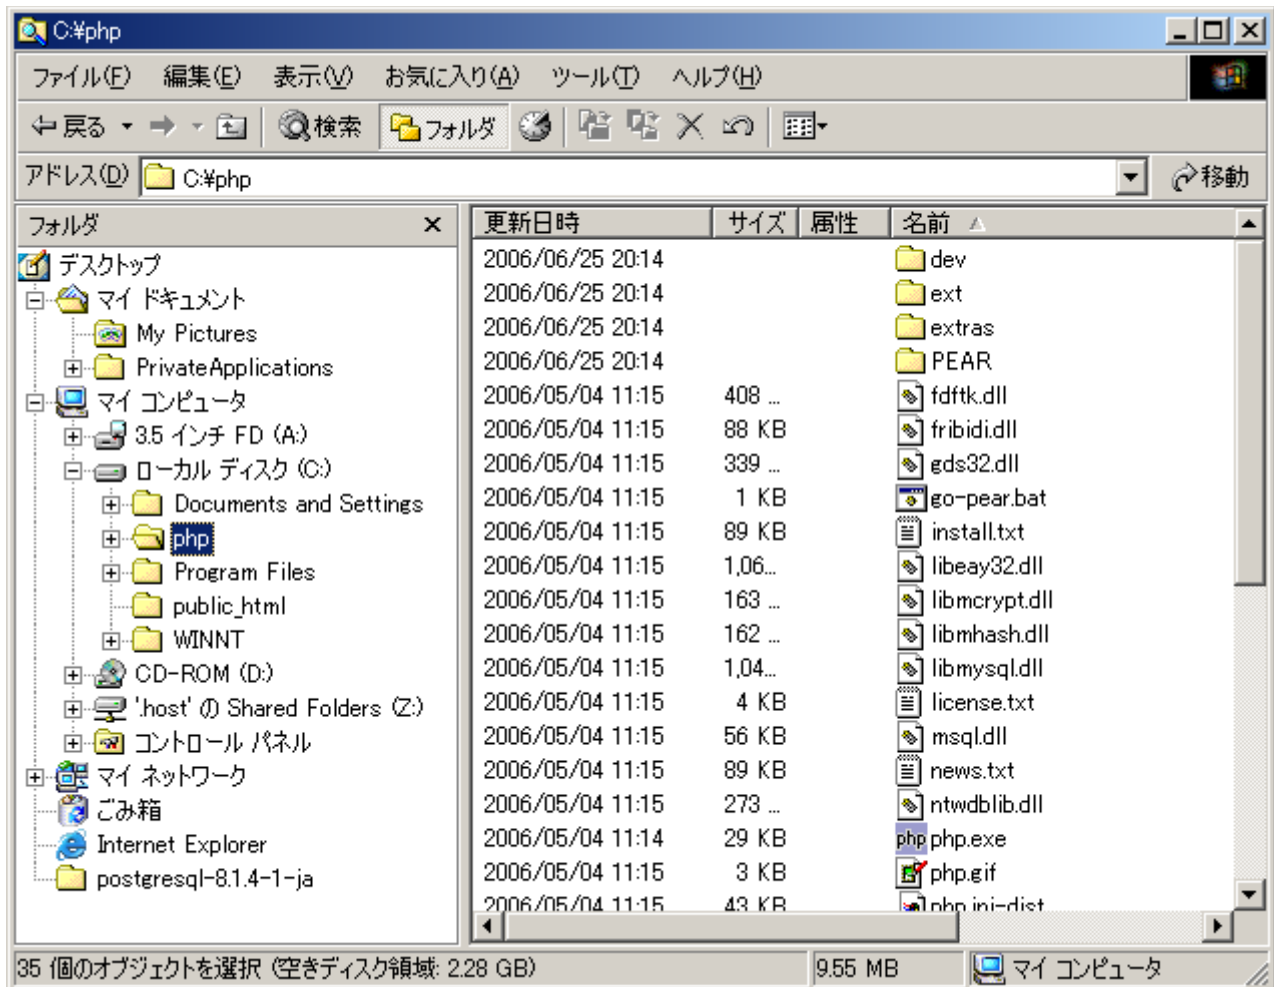 C:¥php
ファイル(F) 編集(E) 表示(V) お気に入り(A) ツール(T) ヘルプ(H)
戻る 検索 フォルダ
アドレス(D) C:¥php 移動
フォルダ
デスクトップ
マイ ドキュメント
My Pictures
PrivateApplications
マイ コンピュータ
3.5 インチ FD (A:)
ローカル ディスク (C:)
Documents and Settings
php
Program Files
public_html
WINNT
CD-ROM (D:)
'.host' の Shared Folders (Z:)
コントロール パネル
マイ ネットワーク
ごみ箱
Internet Explorer
postgresql-8.1.4-1-ja
更新日時 サイズ 属性 名前
2006/06/25 20:14 dev
2006/06/25 20:14 ext
2006/06/25 20:14 extras
2006/06/25 20:14 PEAR
2006/05/04 11:15 408 ... fdftk.dll
2006/05/04 11:15 88 KB fribidi.dll
2006/05/04 11:15 339 ... gds32.dll
2006/05/04 11:15 1 KB go-pear.bat
2006/05/04 11:15 89 KB install.txt
2006/05/04 11:15 1,06... libeay32.dll
2006/05/04 11:15 163 ... libmcrypt.dll
2006/05/04 11:15 162 ... libmhash.dll
2006/05/04 11:15 1,04... libmysql.dll
2006/05/04 11:15 4 KB license.txt
2006/05/04 11:15 56 KB msql.dll
2006/05/04 11:15 89 KB news.txt
2006/05/04 11:15 273 ... ntwdblib.dll
2006/05/04 11:14 29 KB php php.exe
2006/05/04 11:15 3 KB php.gif
2006/05/04 11:15 43 KB php.ini-dist
35 個のオブジェクトを選択 (空きディスク領域: 2.28 GB) 9.55 MB マイ コンピュータ